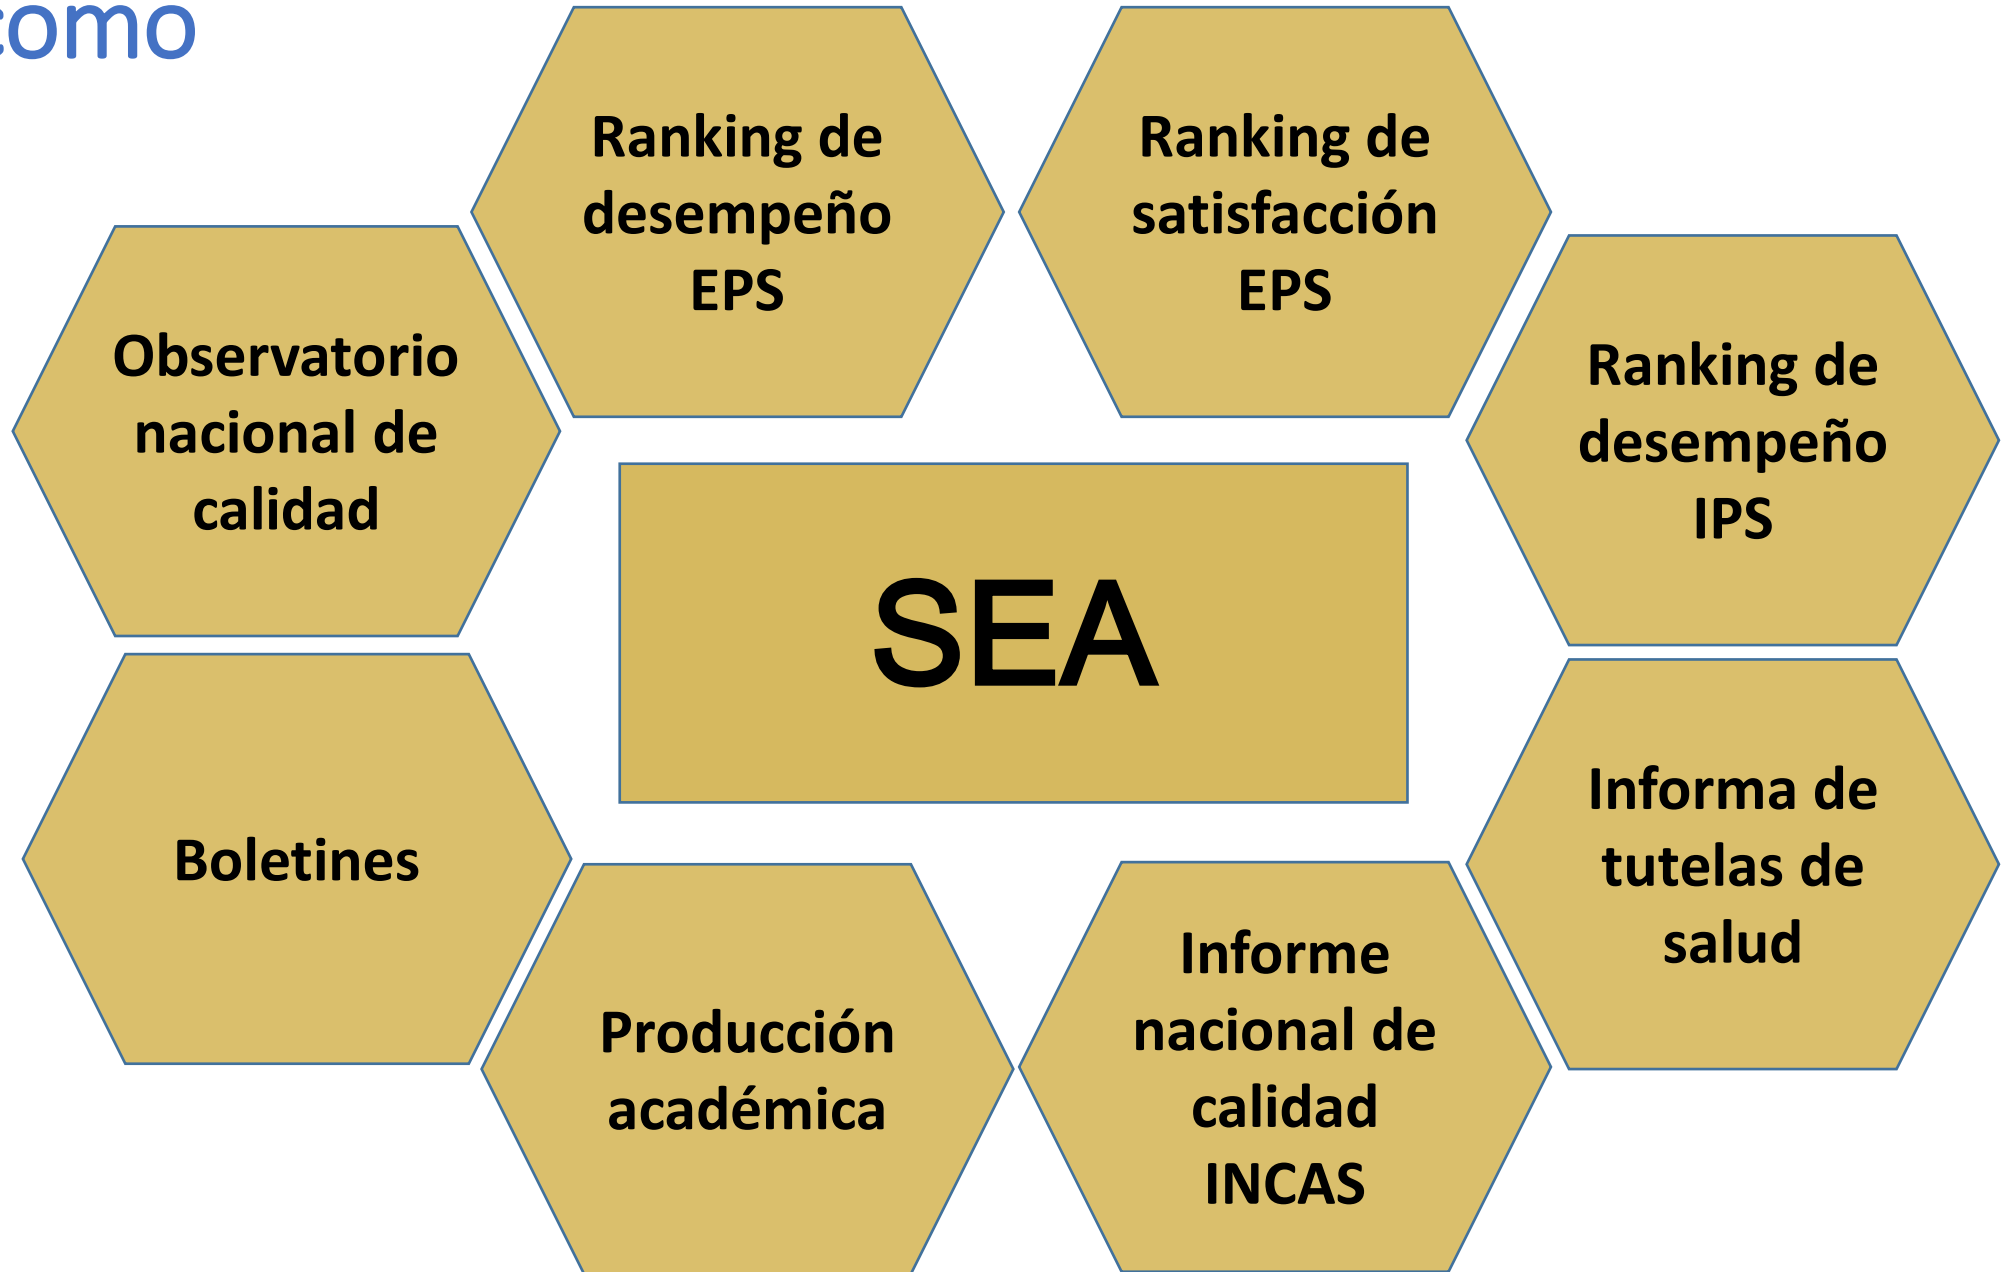 como
Ranking de
desempeño
EPS
Ranking de
satisfacción
EPS
Observatorio
nacional de
calidad
Ranking de
desempeño
IPS
SEA
Boletines
Informa de
tutelas de
salud
Producción
académica
Informe
nacional de
calidad
INCAS